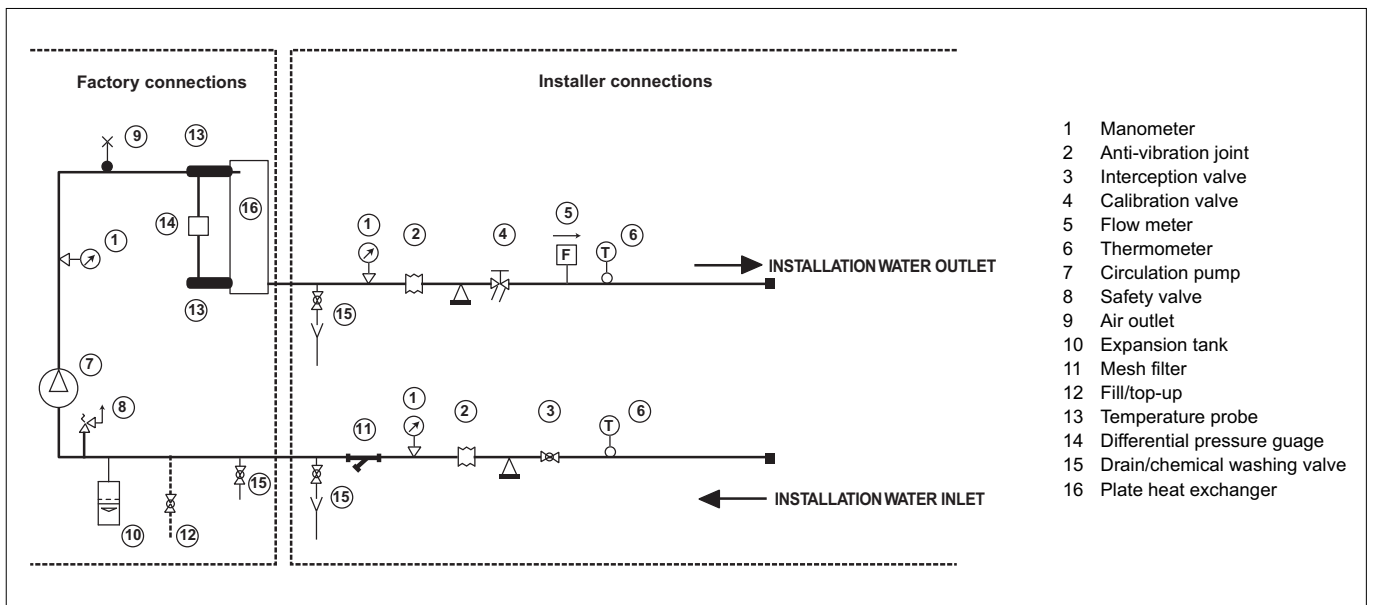 Factory connections
Installer connections
9
13
16
14
1
13
1
2
4
5
F
6
T
INSTALLATION WATER OUTLET
15
7
8
1
11
2
3
6
T
15
15
10
12
INSTALLATION WATER INLET
1 Manometer
2 Anti-vibration joint
3 Interception valve
4 Calibration valve
5 Flow meter
6 Thermometer
7 Circulation pump
8 Safety valve
9 Air outlet
10 Expansion tank
11 Mesh filter
12 Fill/top-up
13 Temperature probe
14 Differential pressure guage
15 Drain/chemical washing valve
16 Plate heat exchanger